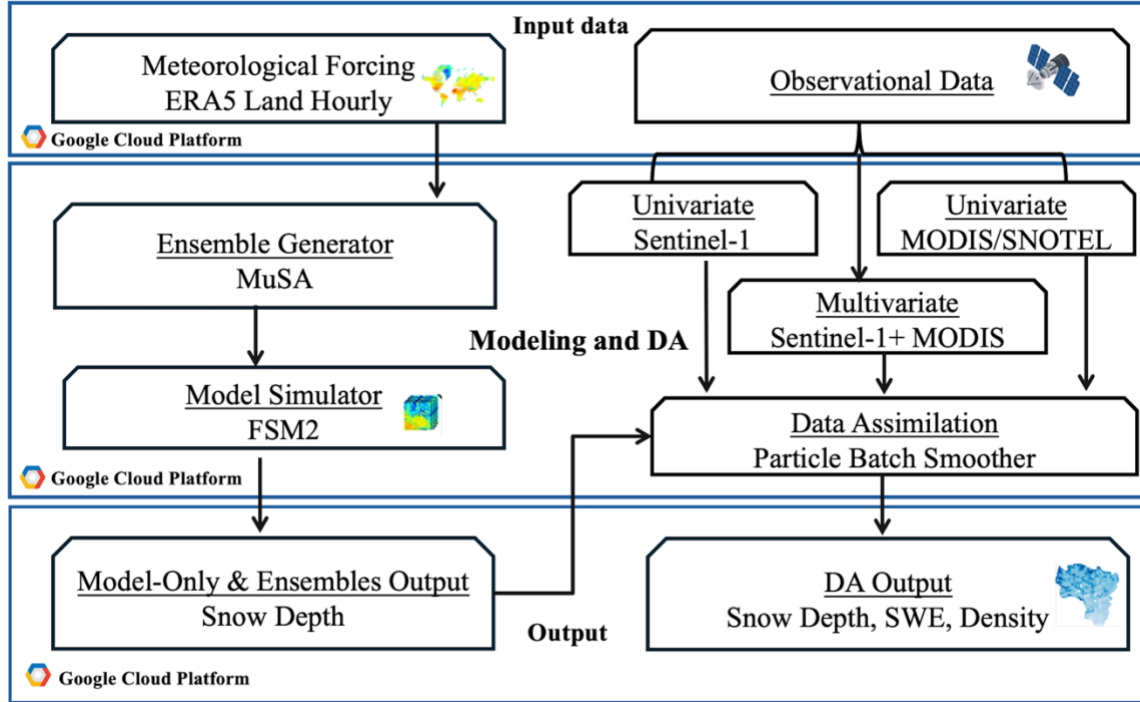 Input data
Meteorological Forcing
ERA5 Land Hourly
Observational Data
Google Cloud Platform
Univariate
Sentinel-1
Univariate
MODIS/SNOTEL
Ensemble Generator
MuSA
Multivariate
Sentinel-1+ MODIS
Modeling and DA
Model Simulator
FSM2
Data Assimilation
Particle Batch Smoother
Google Cloud Platform
Model-Only & Ensembles Output
Snow Depth
DA Output
Snow Depth, SWE, Density
Output
Google Cloud Platform